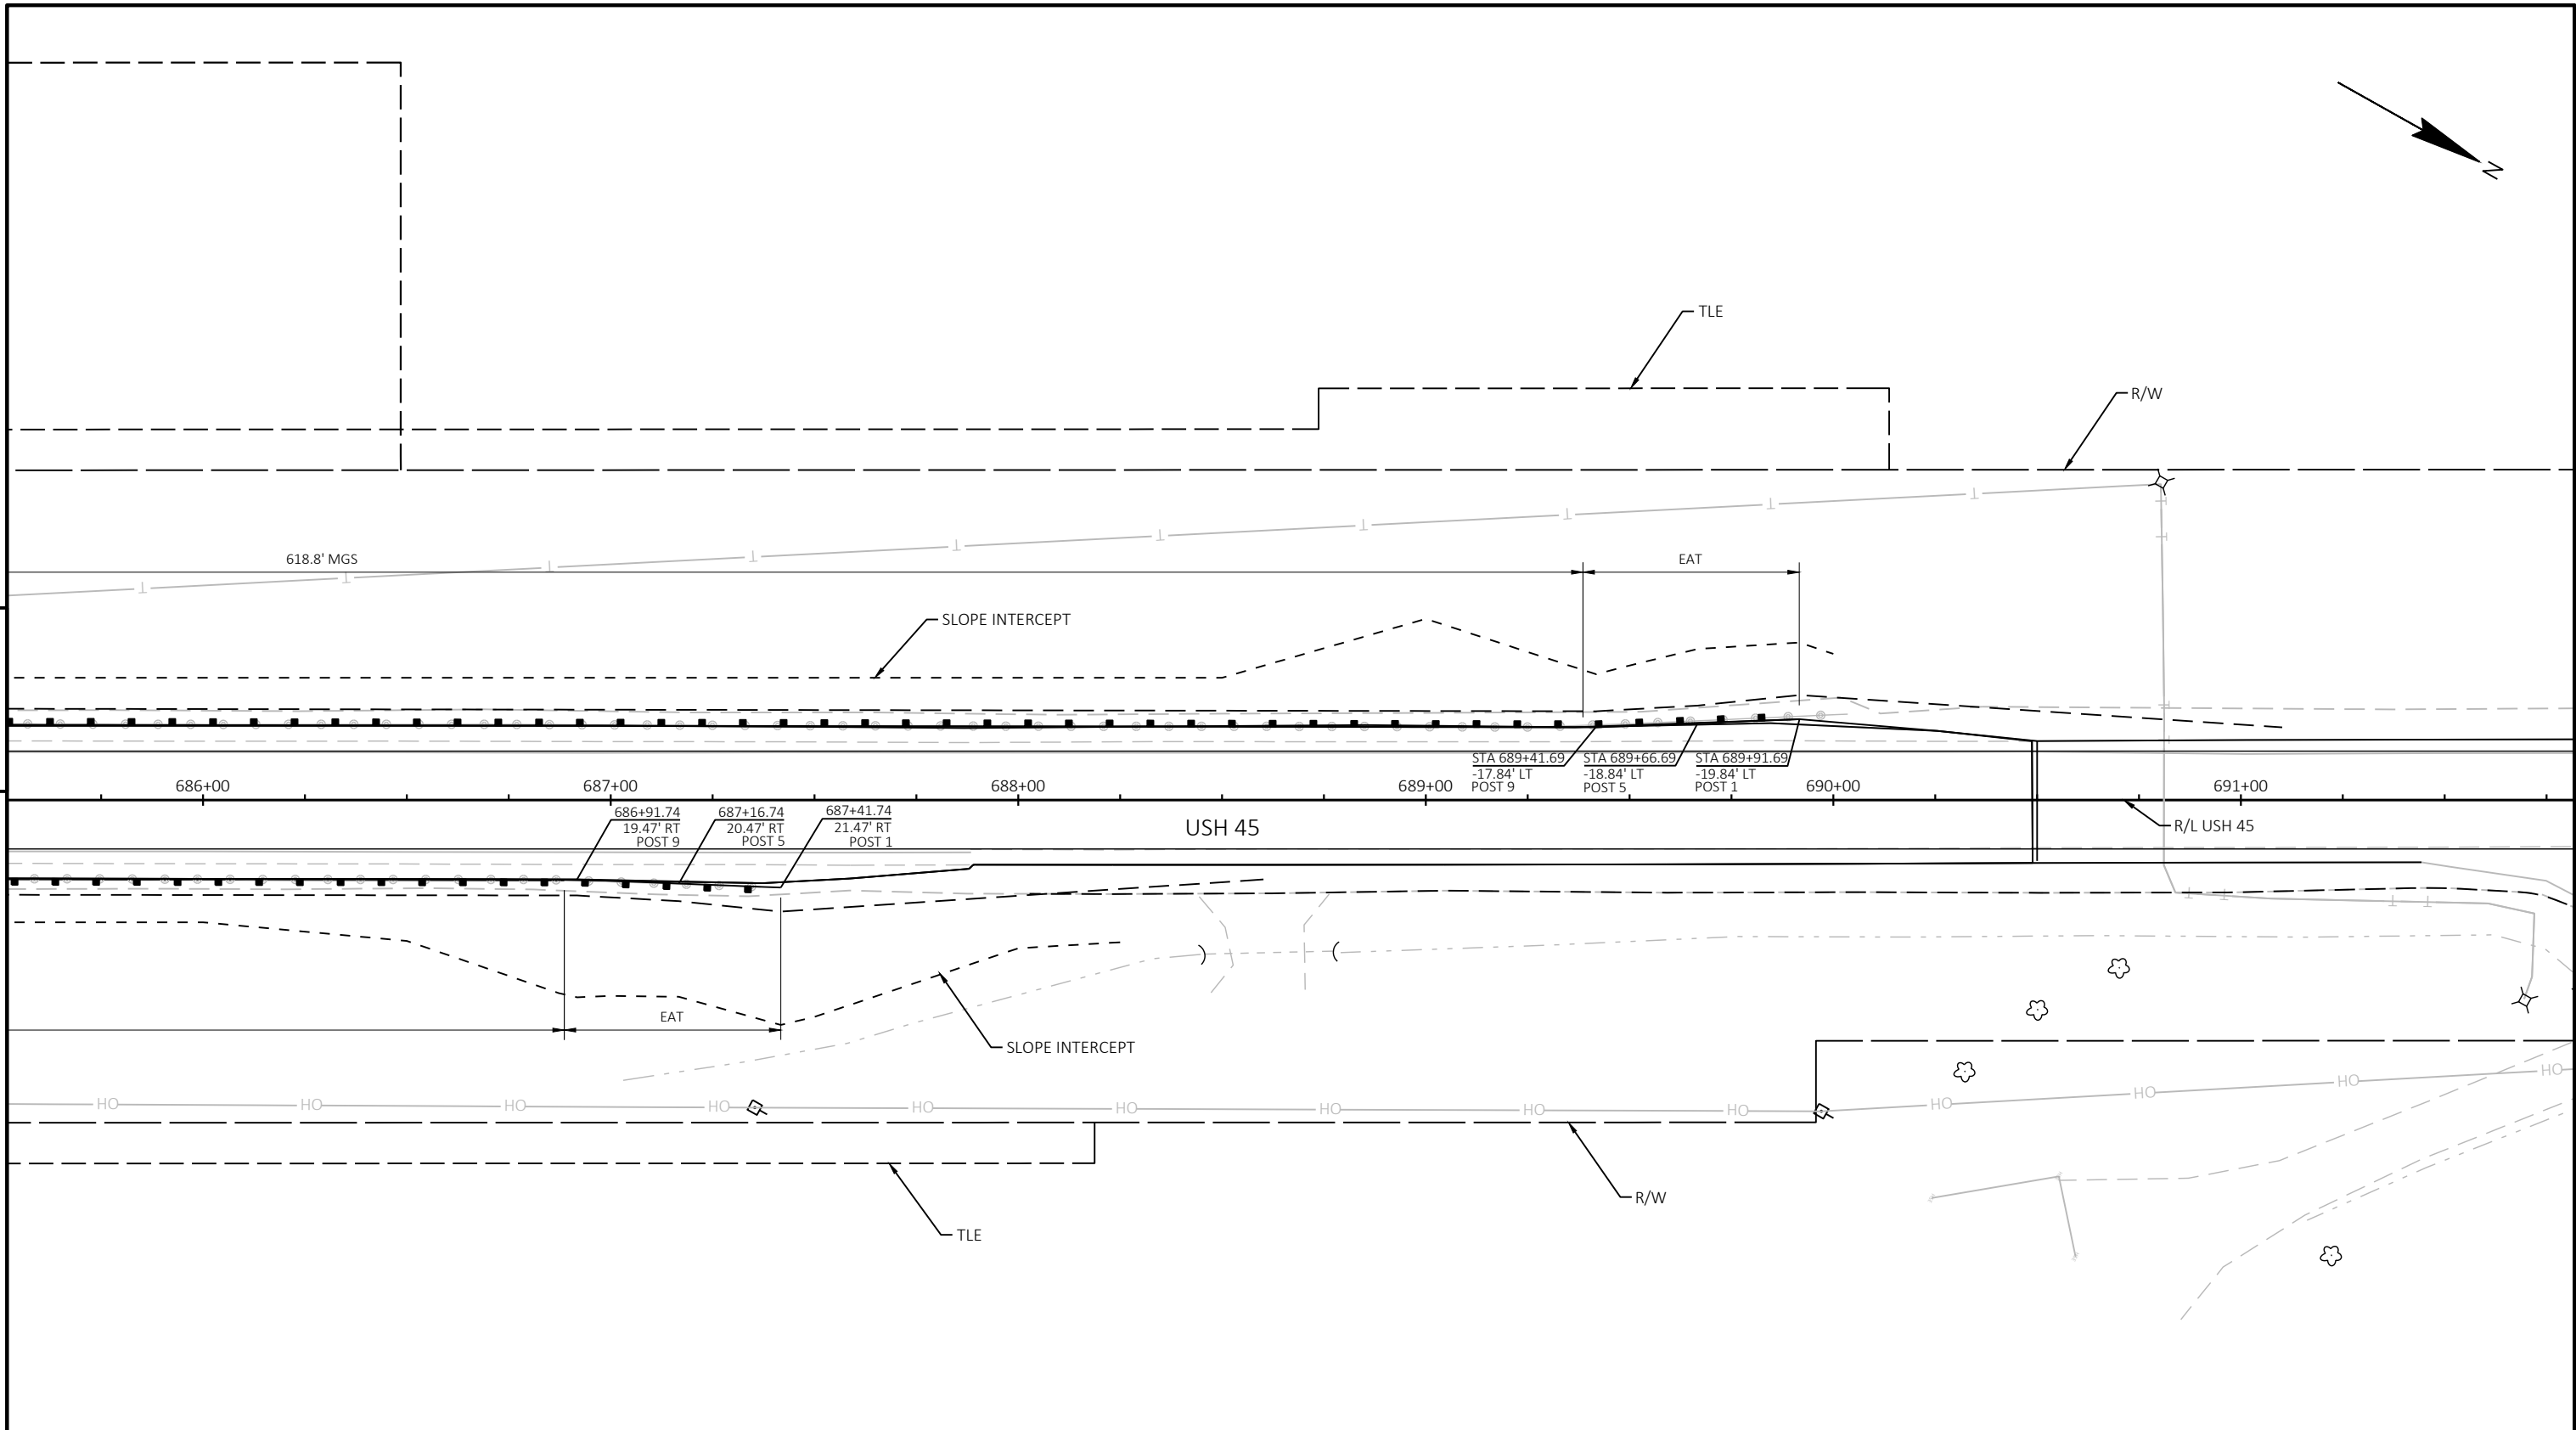 N
TLE
R/W
618.8' MGS
EAT
SLOPE INTERCEPT
STA 689+41.69
-17.84' LT
POST 9
STA 689+66.69
-18.84' LT
POST 5
STA 689+91.69
-19.84' LT
POST 1
686+00
687+00
688+00
689+00
690+00
691+00
686+91.74
19.47' RT
POST 9
687+16.74
20.47' RT
POST 5
687+41.74
21.47' RT
POST 1
USH 45
R/L USH 45
EAT
SLOPE INTERCEPT
HO
HO
HO
HO
HO
HO
HO
HO
HO
HO
HO
HO
HO
R/W
TLE